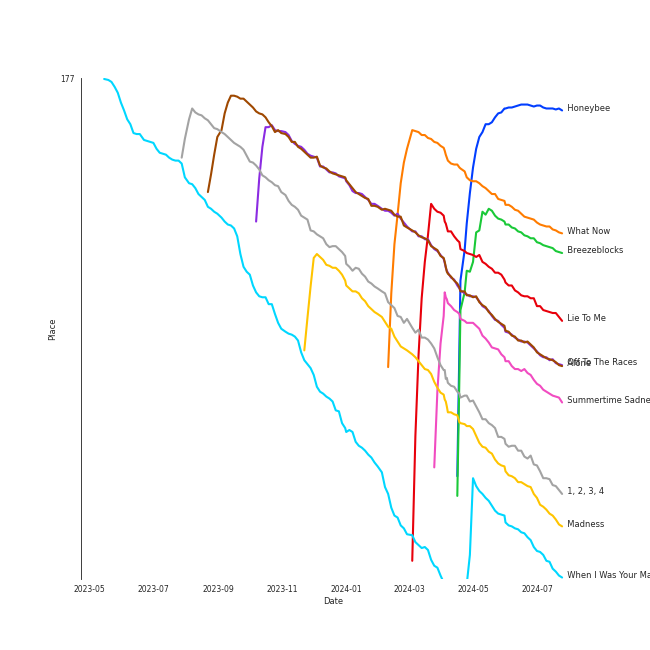 177
Honeybee
What Now
Breezeblocks
Place
Lie To Me
Off To The Races
Summertime Sadne
1, 2, 3, 4
Madness
When I Was Your Ma
2023-05 2023-07 2023-09 2023-11 2024-01 2024-03 2024-05 2024-07
Date